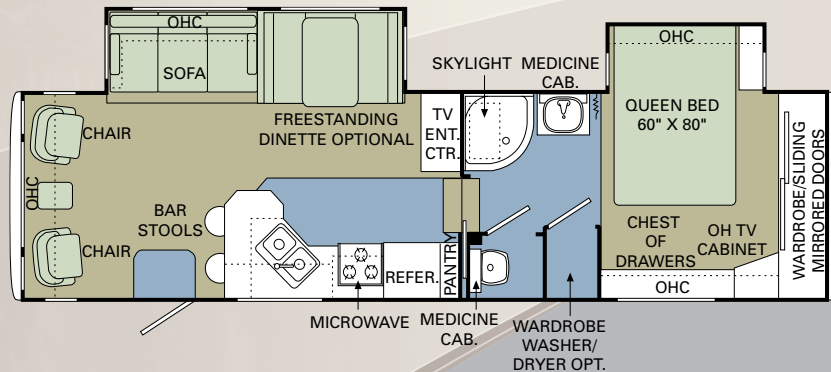 OHC
SOFA
FREESTANDING
DINETTE OPTIONAL
TV
ENT.
CTR.
SKYLIGHT
MEDICINE
CAB.
OHC
QUEEN BED
60" X 80"
CHAIR
OHC
CHAIR
BAR
STOOLS
REFER.
PANTRY
CHEST
OF
DRAWERS
OH TV
CABINET
OHC
WARDROBE/SLIDING
MIRRORED DOORS
MICROWAVE
MEDICINE
CAB.
WARDROBE
WASHER/
DRYER OPT.